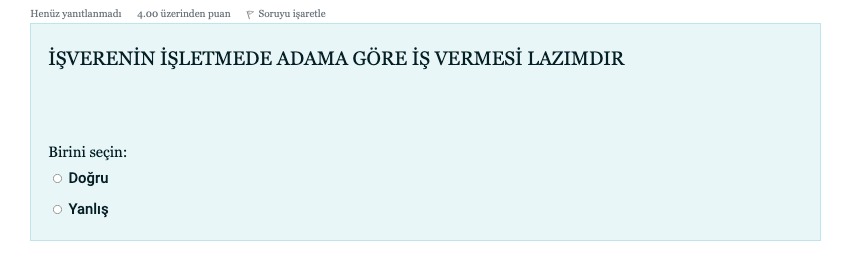 Henüz yanıtlanmadı 4.00 üzerinden puan Soruyu işaretle
İŞVERENİN İŞLETMEDE ADAMA GÖRE İŞ VERMESİ LAZIMDIR
Birini seçin:
Doğru
Yanlış